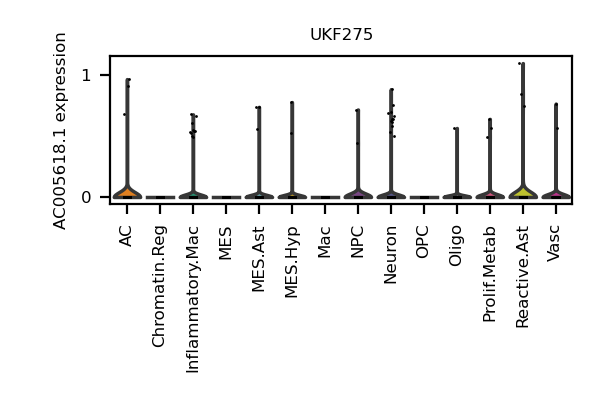 UKF275
AC005618.1 expression
1
0
AC
Chromatin.Reg
Inflammatory.Mac
MES
MES.Ast
MES.Hyp
Mac
NPC
Neuron
OPC
Oligo
Prolif.Metab
Reactive.Ast
Vasc